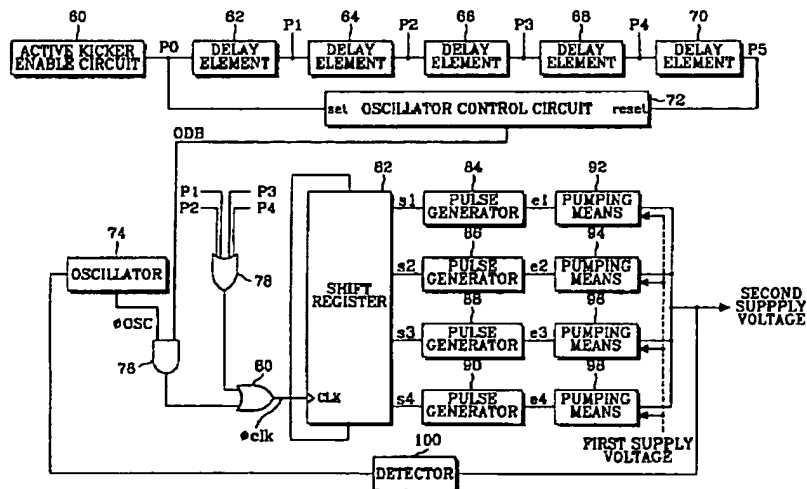 60 P0 62 P1 64 P2 66 P3 68 P4 70
ACTIVE KICKER
ENABLE CIRCUIT
DELAY
ELEMENT
DELAY
ELEMENT
DELAY
ELEMENT
DELAY
ELEMENT
DELAY
ELEMENT
P5
set OSCILLATOR CONTROL CIRCUIT reset
72
ODB
82 84 92
P1 P3
P2 P4
s1 PULSE
GENERATOR
e1 PUMPING
MEANS
74
OSCILLATOR
78
86 94
s2 PULSE
GENERATOR
e2 PUMPING
MEANS
SHIFT
REGISTER
SECOND
SUPPPLY
VOLTAGE
øOSC
88 98
s3 PULSE
GENERATOR
e3 PUMPING
MEANS
78
80
CLK
øclk
90 98
s4 PULSE
GENERATOR
e4 PUMPING
MEANS
FIRST SUPPLY
VOLTAGE
100
DETECTOR